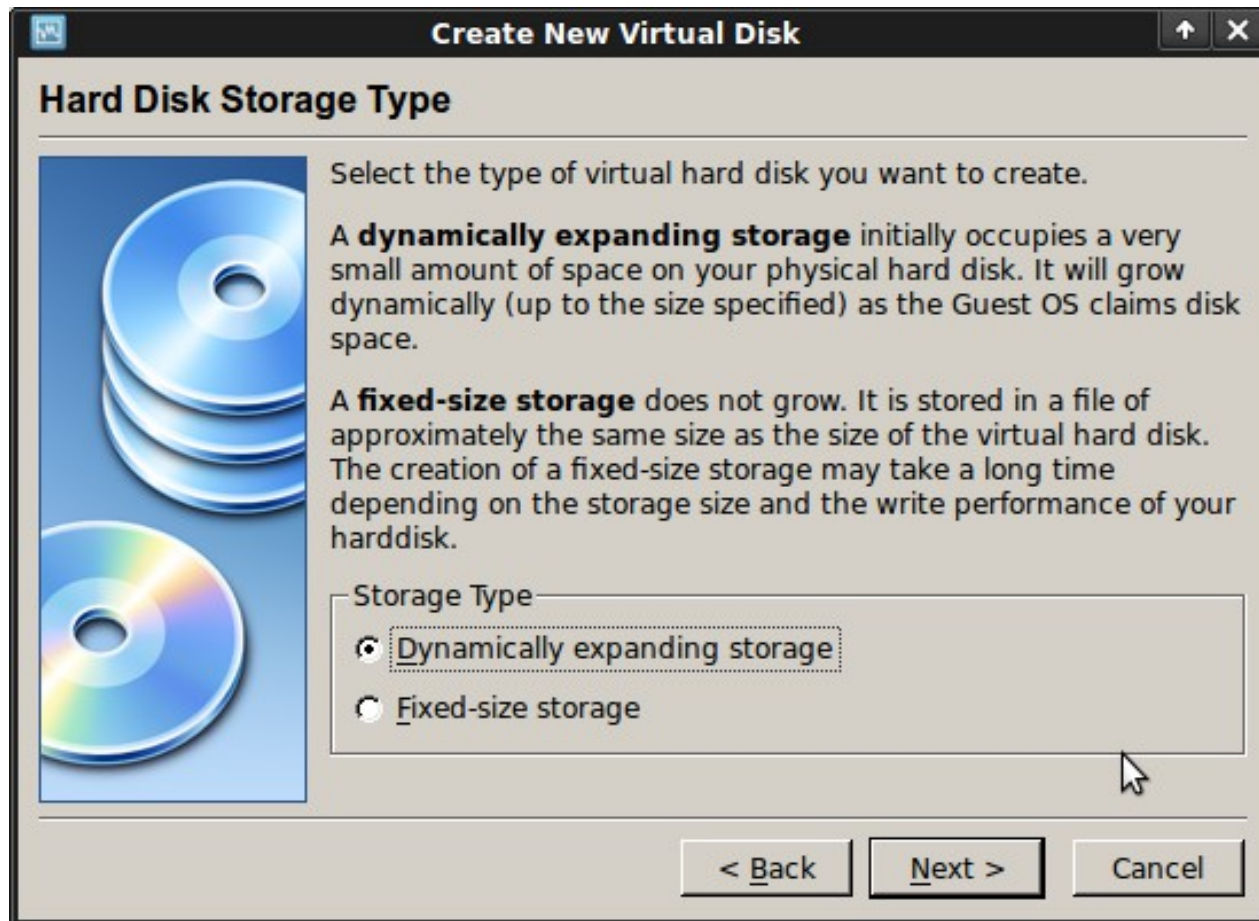 Create New Virtual Disk
Hard Disk Storage Type
Select the type of virtual hard disk you want to create.
A dynamically expanding storage initially occupies a very
small amount of space on your physical hard disk. It will grow
dynamically (up to the size specified) as the Guest OS claims disk
space.
A fixed-size storage does not grow. It is stored in a file of
approximately the same size as the size of the virtual hard disk.
The creation of a fixed-size storage may take a long time
depending on the storage size and the write performance of your
harddisk.
Storage Type
Dynamically expanding storage
Fixed-size storage
< Back Next > Cancel